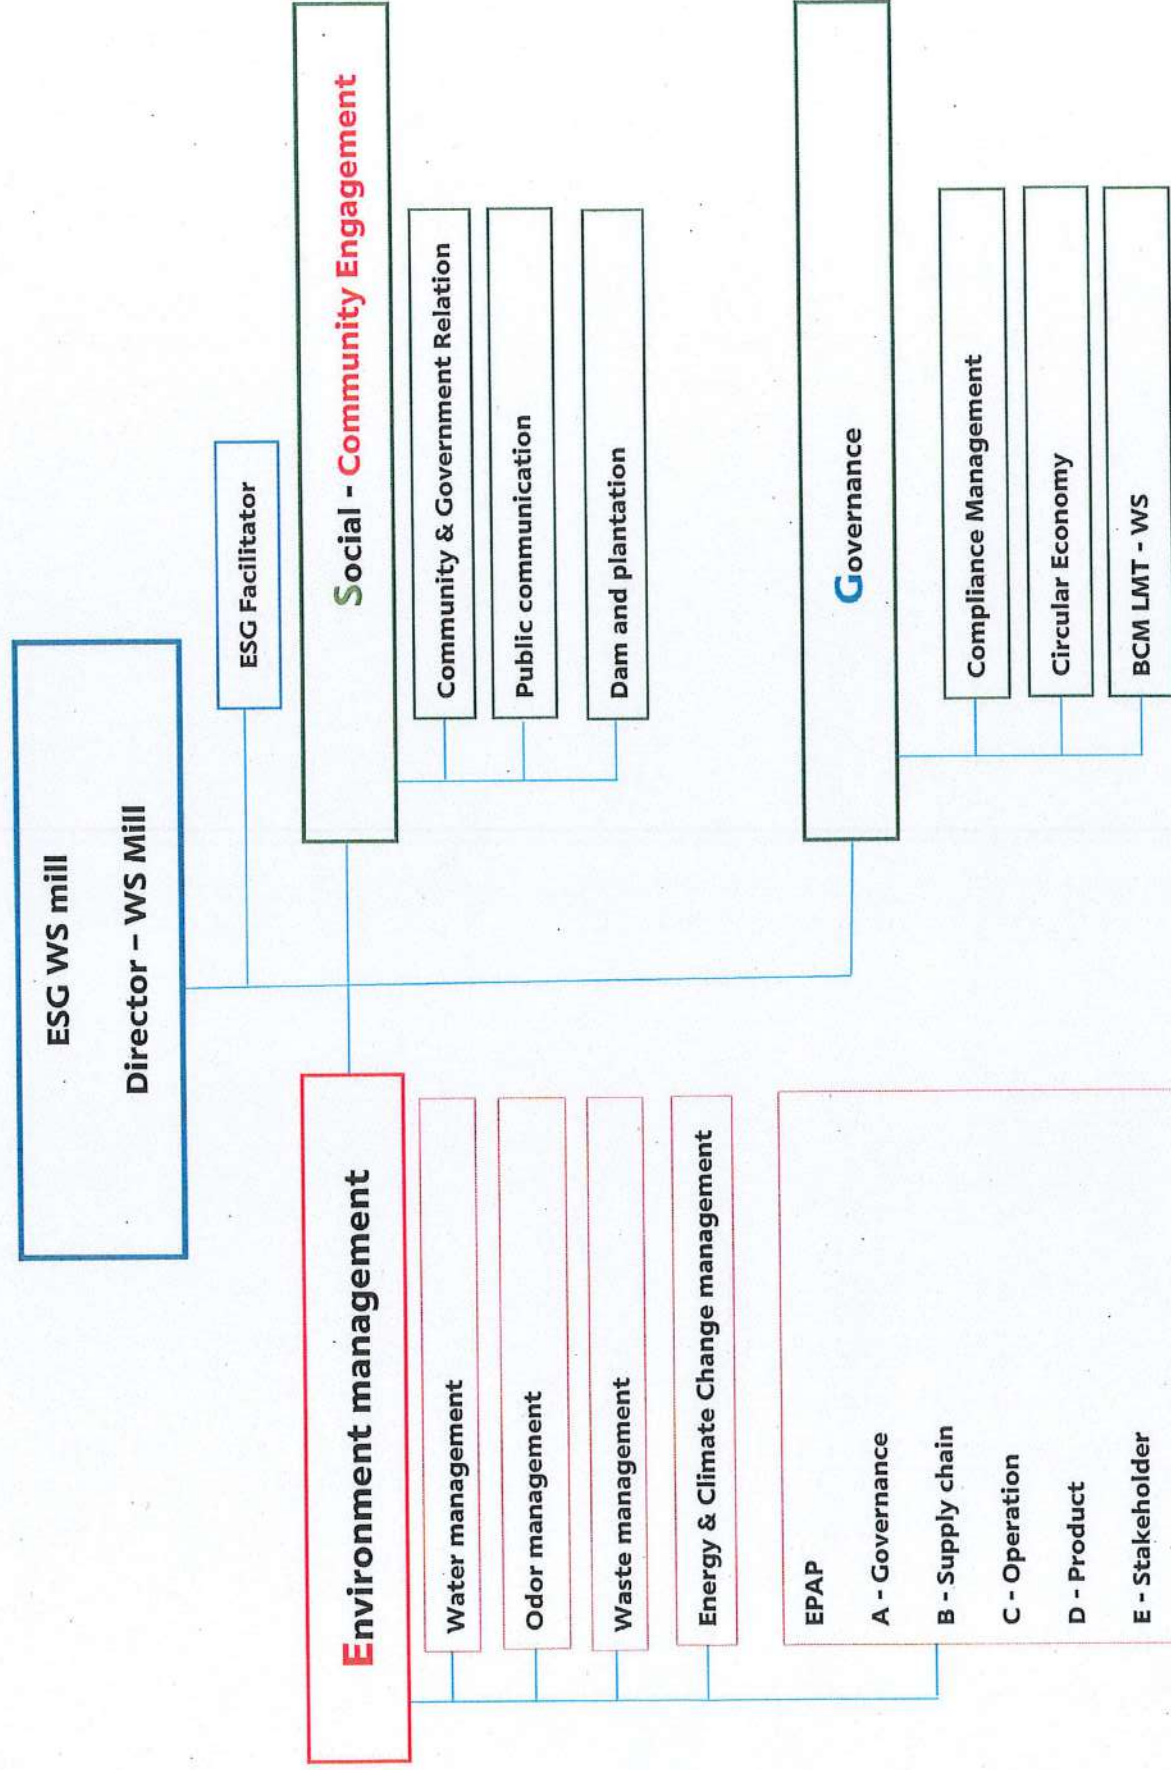 ESG WS mill
Director – WS Mill
ESG Facilitator
Environment management
Water management
Odor management
Waste management
Energy & Climate Change management
EPAP
A - Governance
B - Supply chain
C - Operation
D - Product
E - Stakeholder
Social - Community Engagement
Community & Government Relation
Public communication
Dam and plantation
Governance
Compliance Management
Circular Economy
BCM LMT - WS